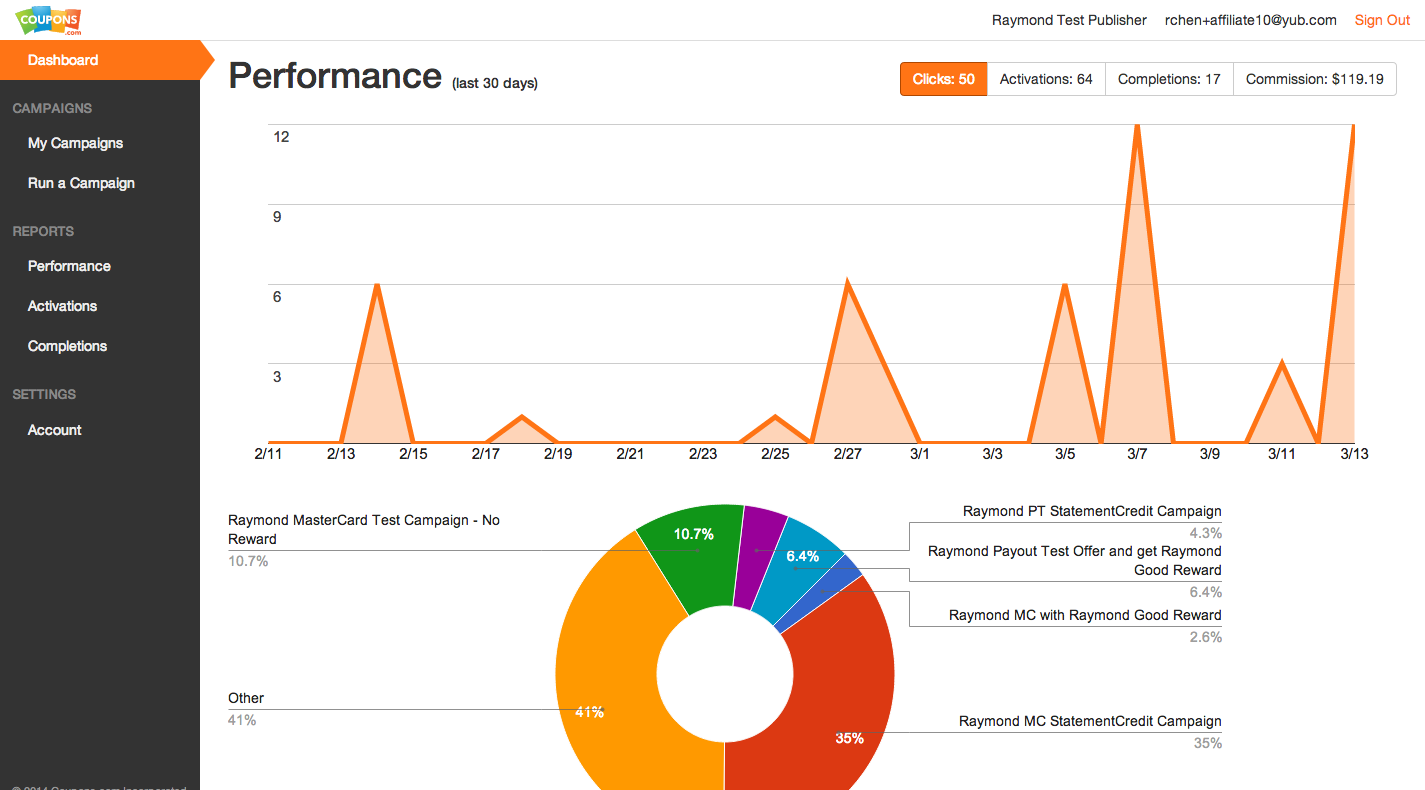 COUPONS
.com
Raymond Test Publisher rchen+affiliate10@yub.com Sign Out
Dashboard
CAMPAIGNS
My Campaigns
Run a Campaign
REPORTS
Performance
Activations
Completions
SETTINGS
Account
© 2014 Coupons.com Incorporated
Performance (last 30 days)
Clicks: 50 Activations: 64 Completions: 17 Commission: $119.19
12
9
6
3
2/11 2/13 2/15 2/17 2/19 2/21 2/23 2/25 2/27 3/1 3/3 3/5 3/7 3/9 3/11 3/13
Raymond MasterCard Test Campaign - No
Reward
10.7%
Other
41%
10.7%
6.4%
41%
35%
Raymond PT StatementCredit Campaign
4.3%
Raymond Payout Test Offer and get Raymond
Good Reward
6.4%
Raymond MC with Raymond Good Reward
2.6%
Raymond MC StatementCredit Campaign
35%